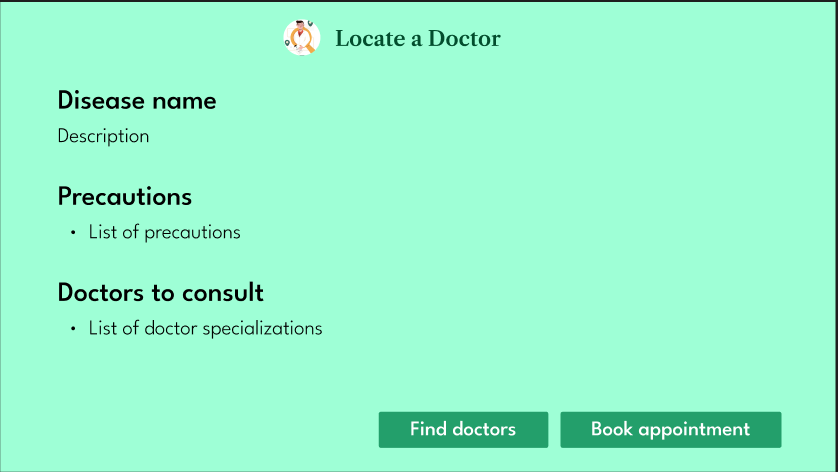 Locate a Doctor
Disease name
Description
Precautions
• List of precautions
Doctors to consult
• List of doctor specializations
Find doctors
Book appointment